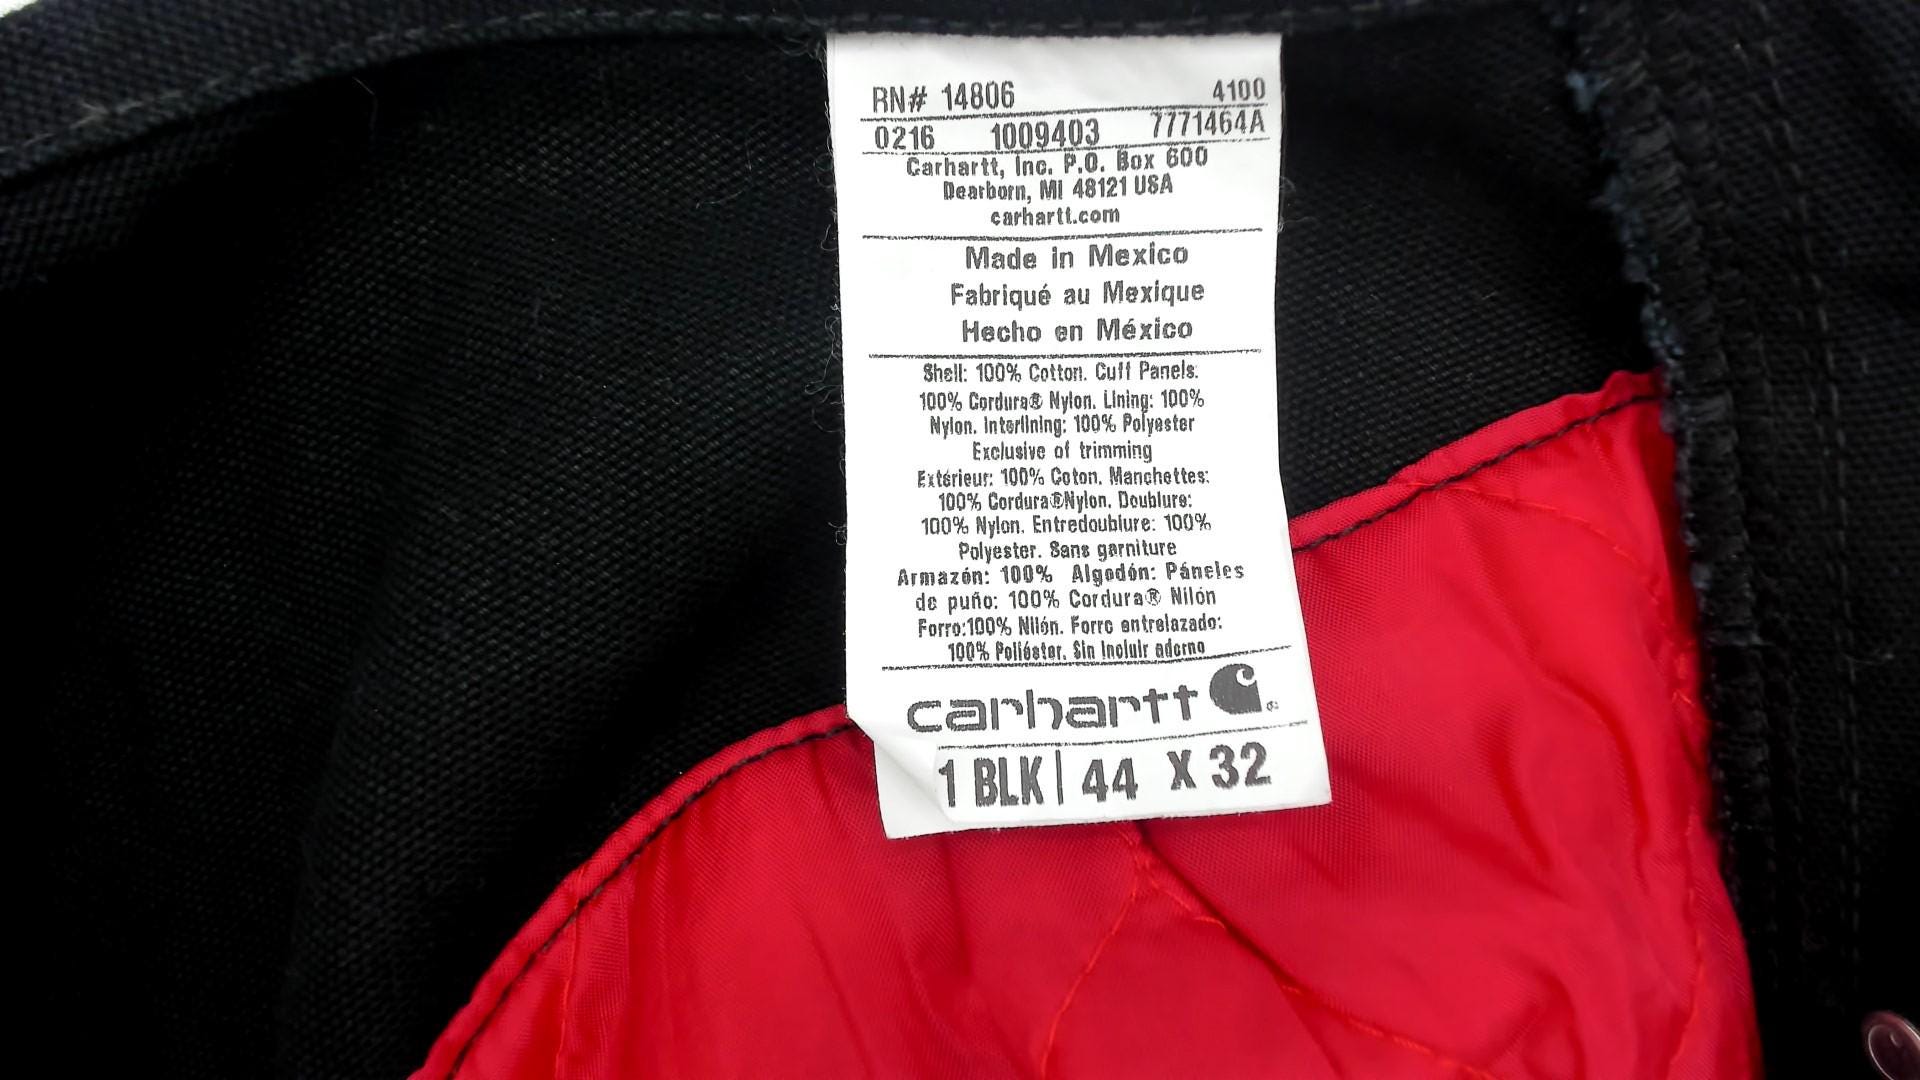 RN# 14806 4100
0216 1009403 7771464A
Carhartt, Inc. P.O. Box 600
Dearborn, MI 48121 USA
carhartt.com
Made in Mexico
Fabriqué au Mexique
Hecho en México
Shell: 100% Cotton. Cuff Panels:
100% Cordura® Nylon. Lining: 100%
Nylon. Interlining: 100% Polyester
Exclusive of trimming
Extérieur: 100% Coton. Manchettes:
100% Cordura®Nylon. Doublure:
100% Nylon. Entredoublure: 100%
Polyester. Sans garniture
Armazón: 100% Algodón: Páneles
de puño: 100% Cordura® Nilón
Forro:100% Nilón. Forro entrelazado:
100% Poliéster. Sin Incluir adorno
carhartt
1 BLK | 44 X 32